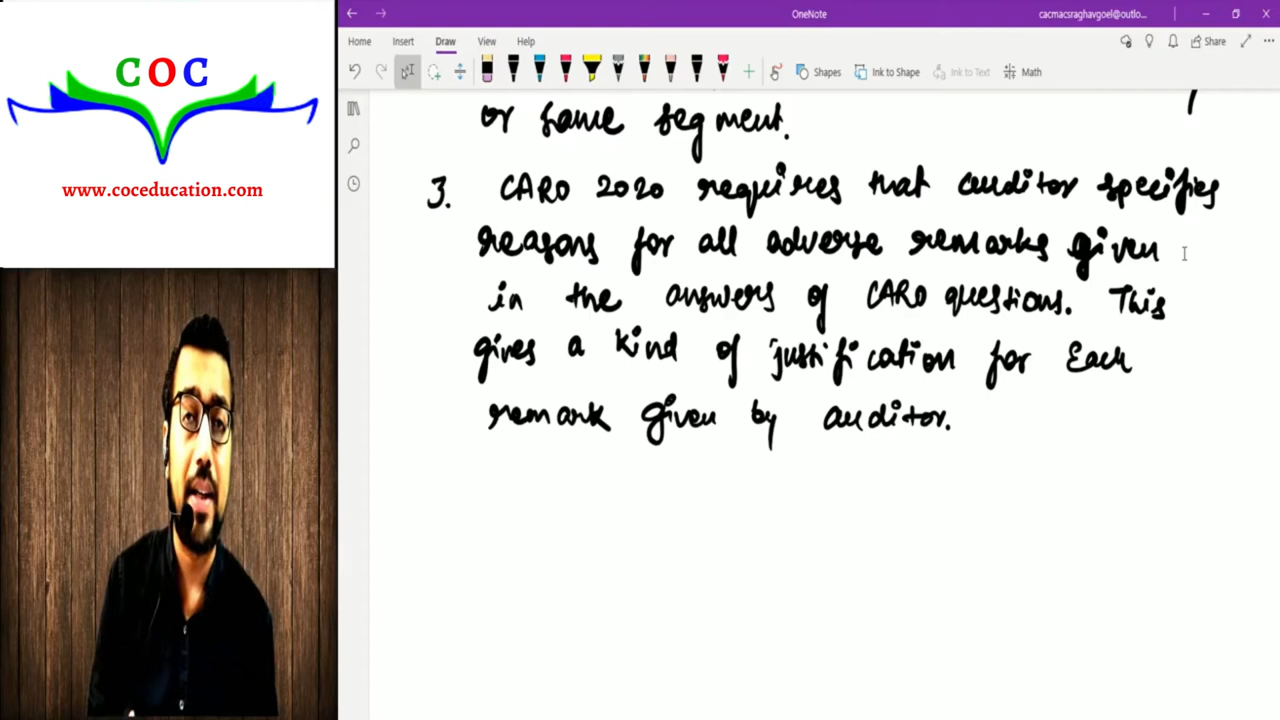 COC
www.coceducation.com
OneNote
cacmacsraghavgoel@outlo...
Home Insert Draw View Help
Share
Shapes Ink to Shape Ink to Text Math
or same segment.
3. CARO 2020 requires that auditor specifies
reasons for all adverse remarks given
in the answers of CARO questions. This
gives a kind of justification for Each
remark given by auditor.